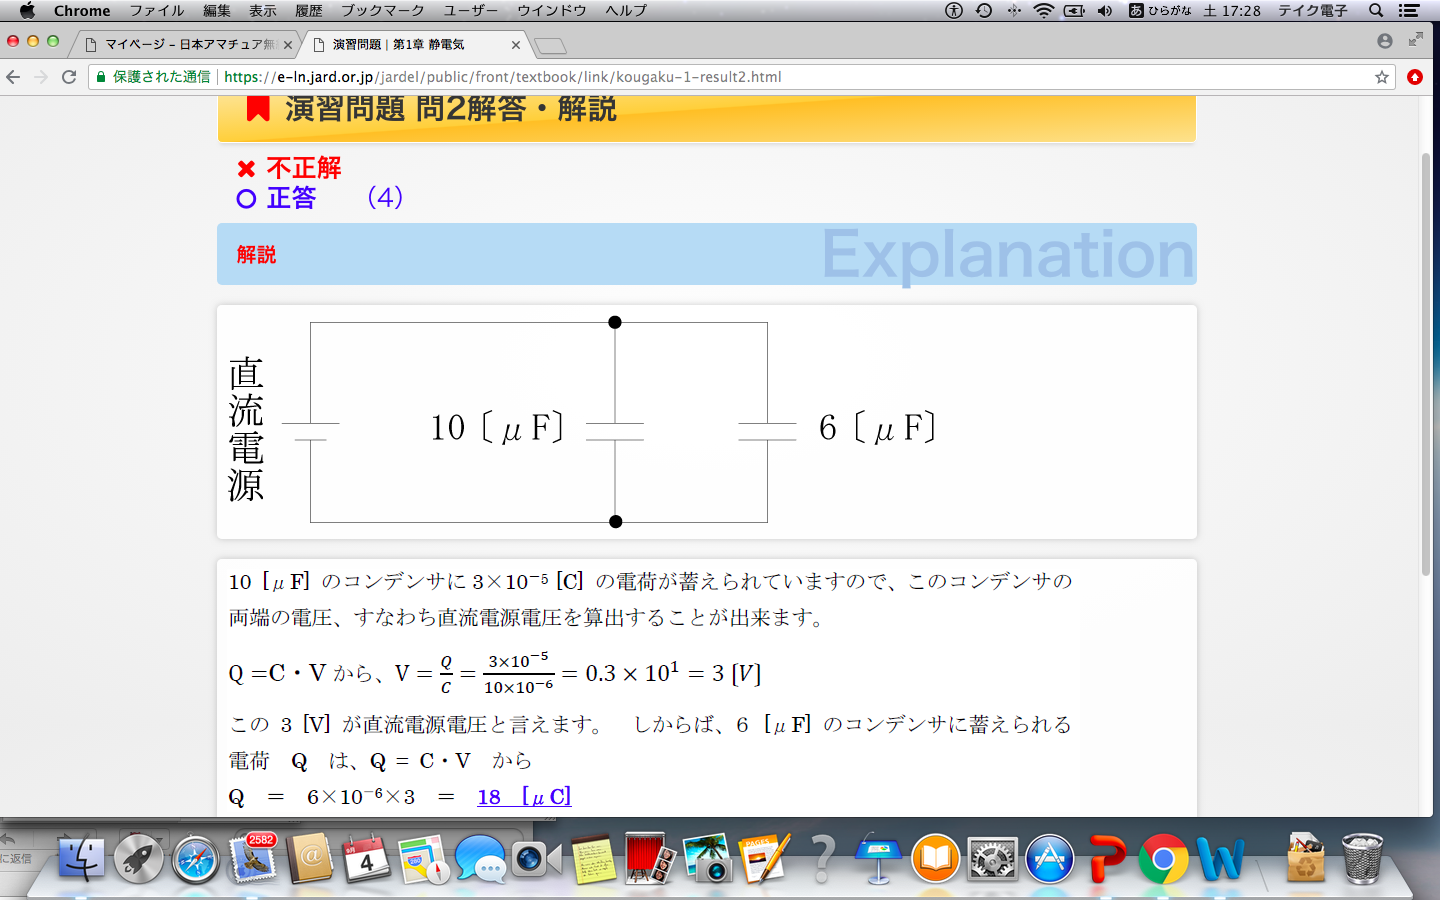 Chrome ファイル 編集 表示 履歴 ブックマーク ユーザー ウインドウ ヘルプ
あ ひらがな 土 17:28 テイク電子
マイページ – 日本アマチュア無 演習問題 | 第1章 静電気
保護された通信 https://e-ln.jard.or.jp/jardel/public/front/textbook/link/kougaku-1-result2.html
演習問題 問2解答・解説
不正解
正答 （4）
解説
Explanation
直流電源
10〔μF〕
6〔μF〕
10［μF］のコンデンサに3×10⁻⁵［C］の電荷が蓄えられていますので、このコンデンサの
両端の電圧、すなわち直流電源電圧を算出することが出来ます。
Q =C・V から、V = Q/C = 3×10⁻⁵/10×10⁻⁶ = 0.3 × 10¹ = 3 [V]
この 3［V］が直流電源電圧と言えます。 しからば、6［μF］のコンデンサに蓄えられる
電荷 Q は、Q = C・V から
Q = 6×10⁻⁶×3 = 18 ［μC］
に返信
2582
9月
4
280
PAGES